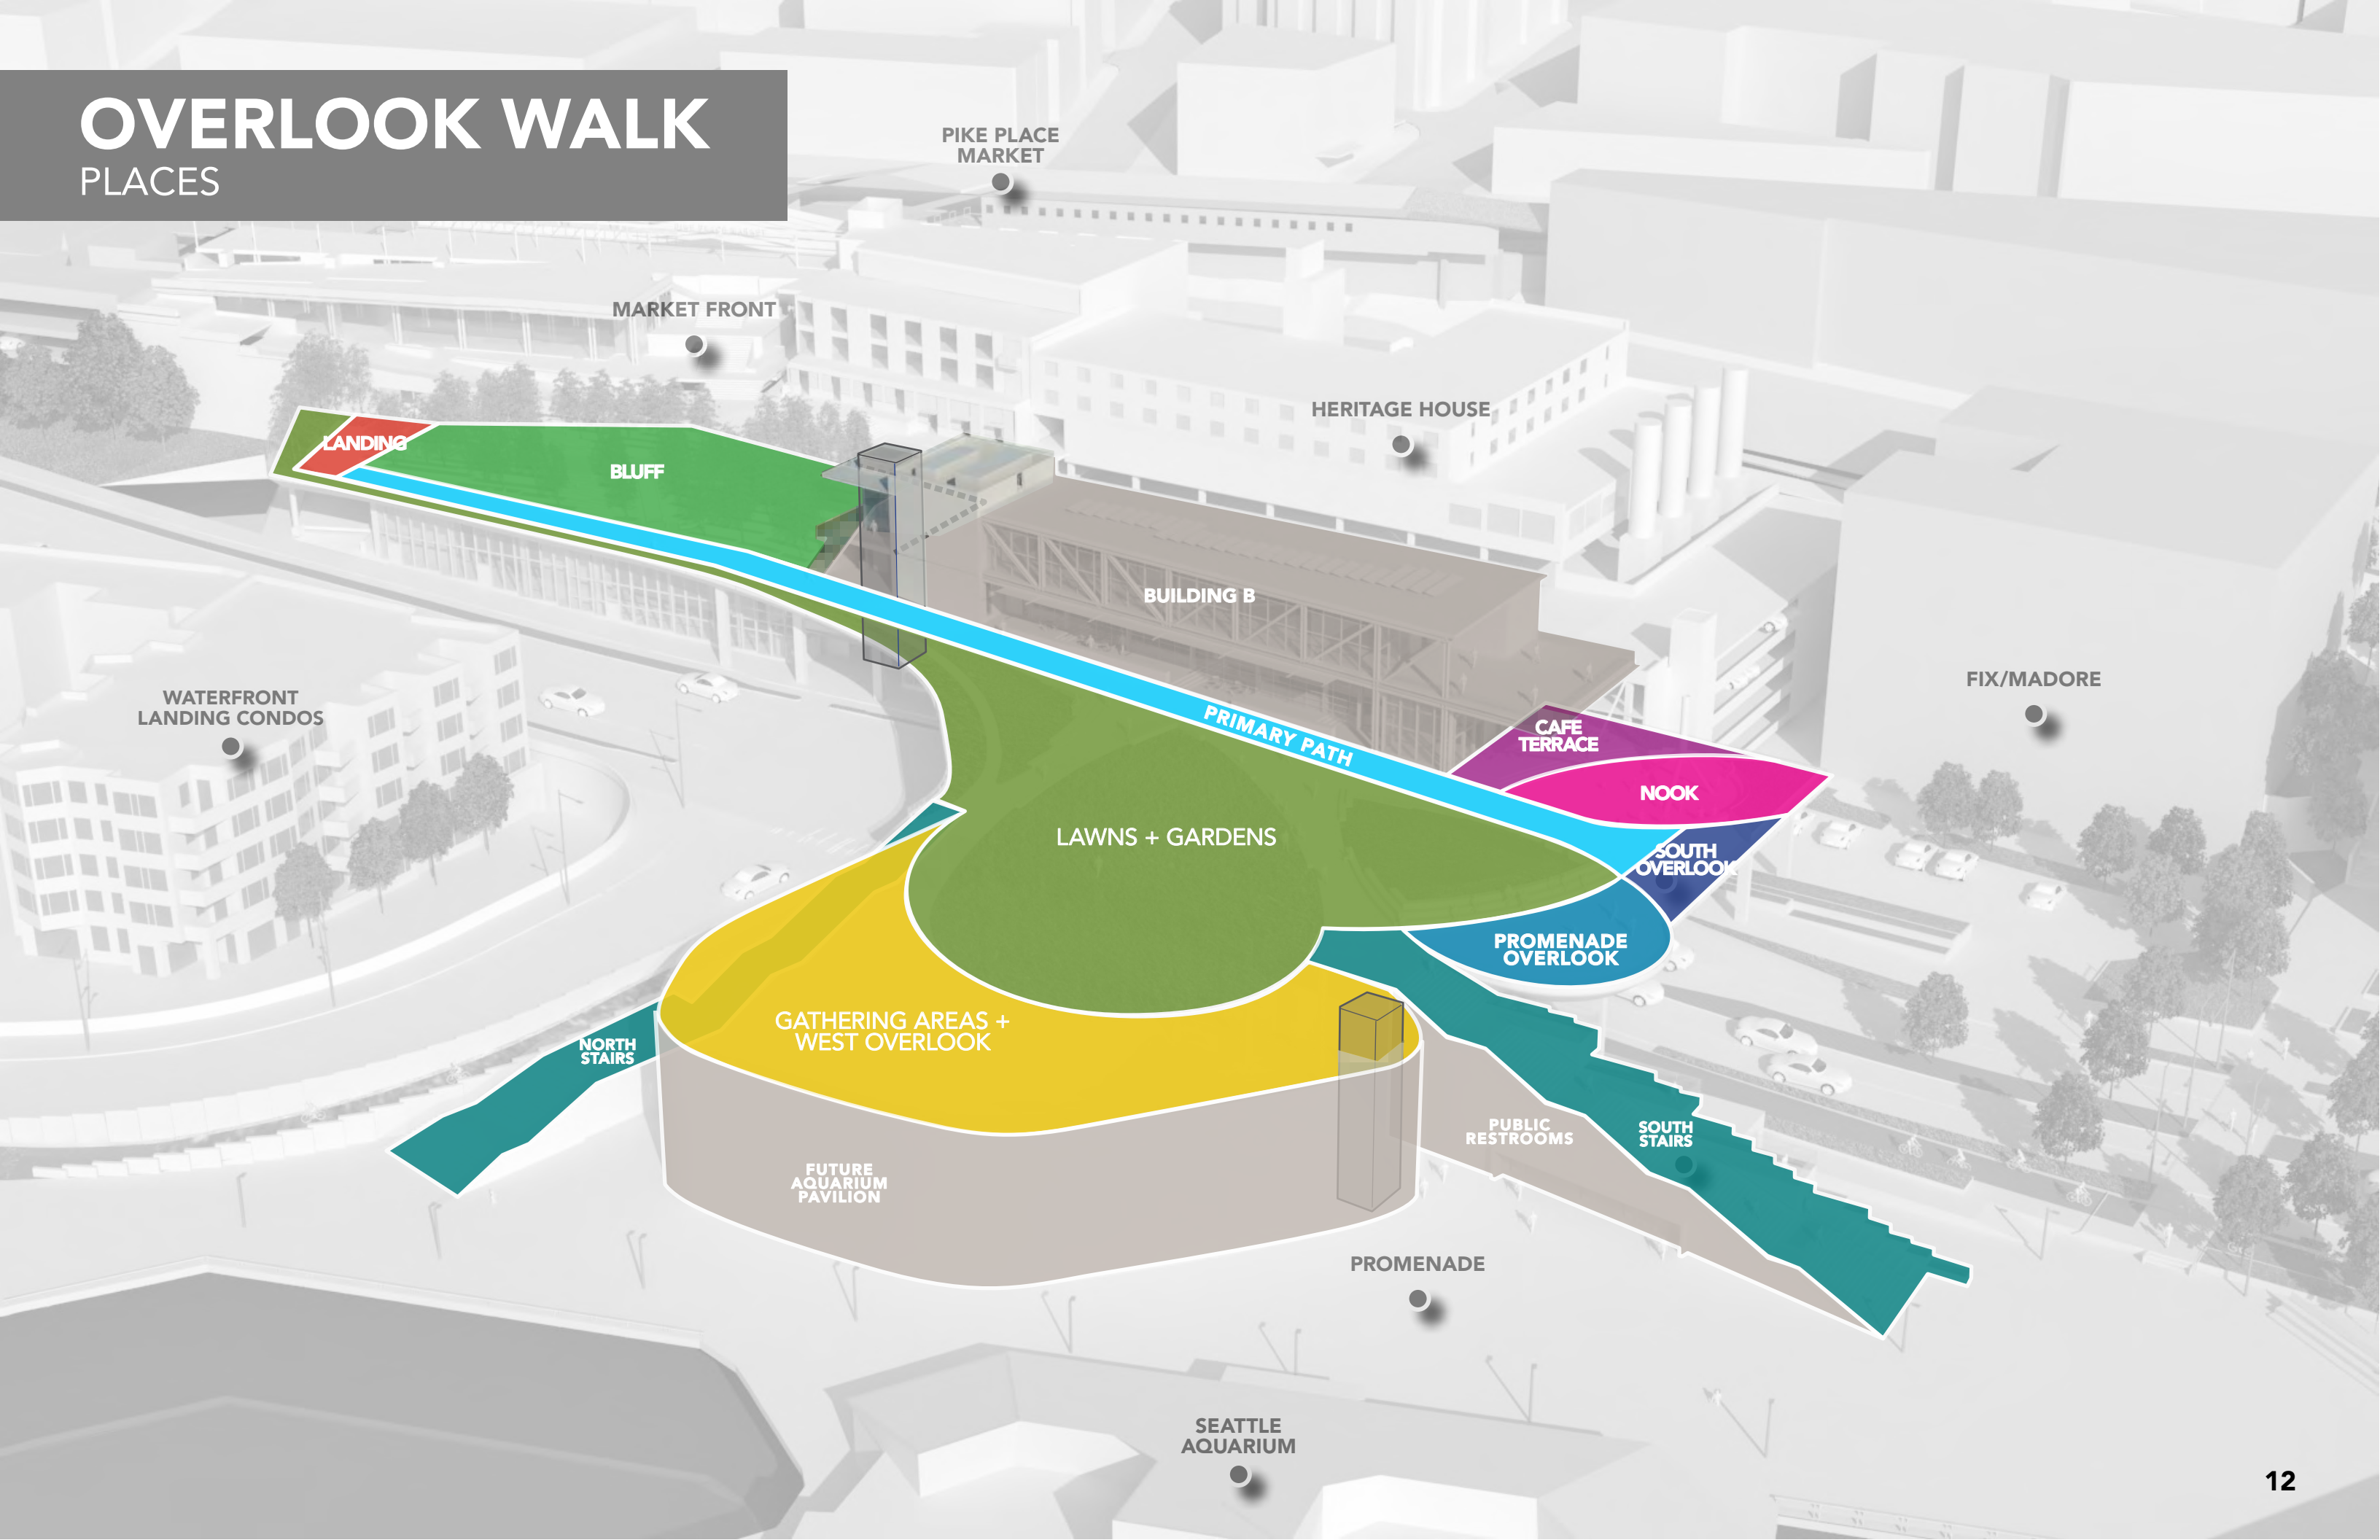 OVERLOOK WALK
PLACES
PIKE PLACE
MARKET
MARKET FRONT
HERITAGE HOUSE
LANDING
BLUFF
BUILDING B
WATERFRONT
LANDING CONDOS
FIX/MADORE
PRIMARY PATH
CAFE
TERRACE
NOOK
LAWNS + GARDENS
SOUTH
OVERLOOK
PROMENADE
OVERLOOK
GATHERING AREAS +
WEST OVERLOOK
NORTH
STAIRS
PUBLIC
RESTROOMS
SOUTH
STAIRS
FUTURE
AQUARIUM
PAVILION
PROMENADE
SEATTLE
AQUARIUM
12